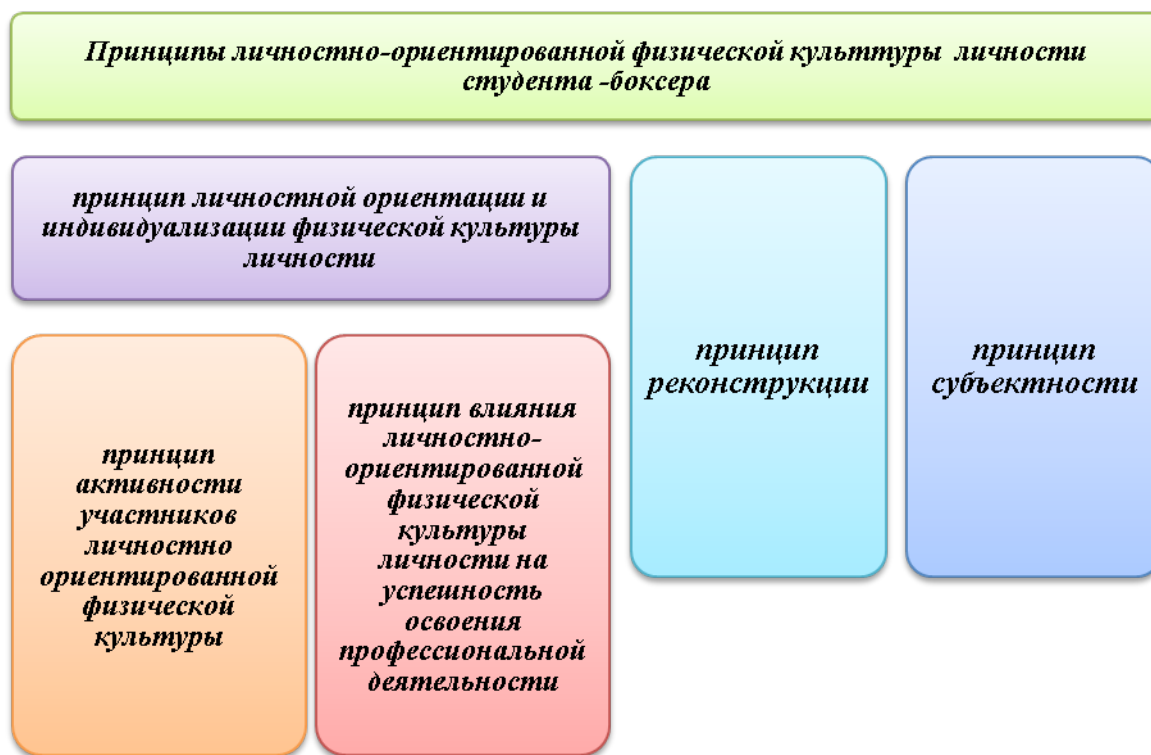 Принципы личностно-ориентированной физической культтуры личности
студента -боксера
принцип личностной ориентации и
индивидуализации физической культуры
личности
принцип
реконструкции
принцип
субъектности
принцип
активности
участников
личностно
ориентированной
физической
культуры
принцип влияния
личностно-
ориентированной
физической
культуры
личности на
успешность
освоения
профессиональной
деятельности